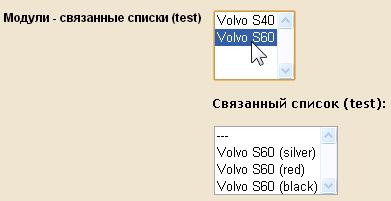 Модули - связанные списки (test)
Volvo S40
Volvo S60
Связанный список (test):
---
Volvo S60 (silver)
Volvo S60 (red)
Volvo S60 (black)